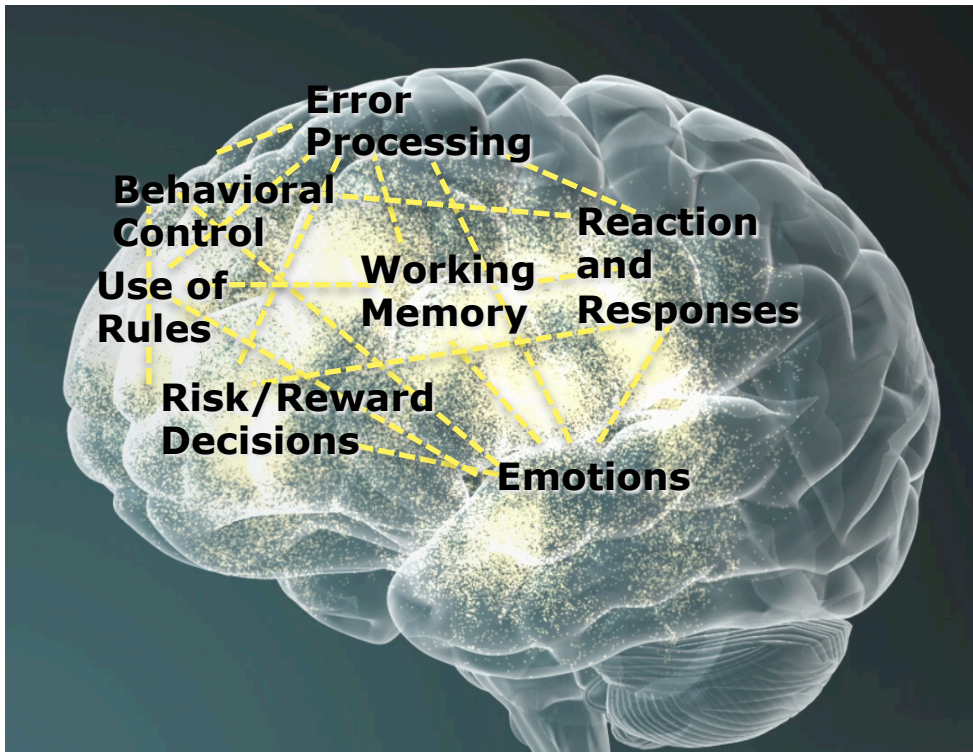 Error
Processing
Behavioral
Control
Reaction
and
Responses
Use of
Rules
Working
Memory
Risk/Reward
Decisions
Emotions